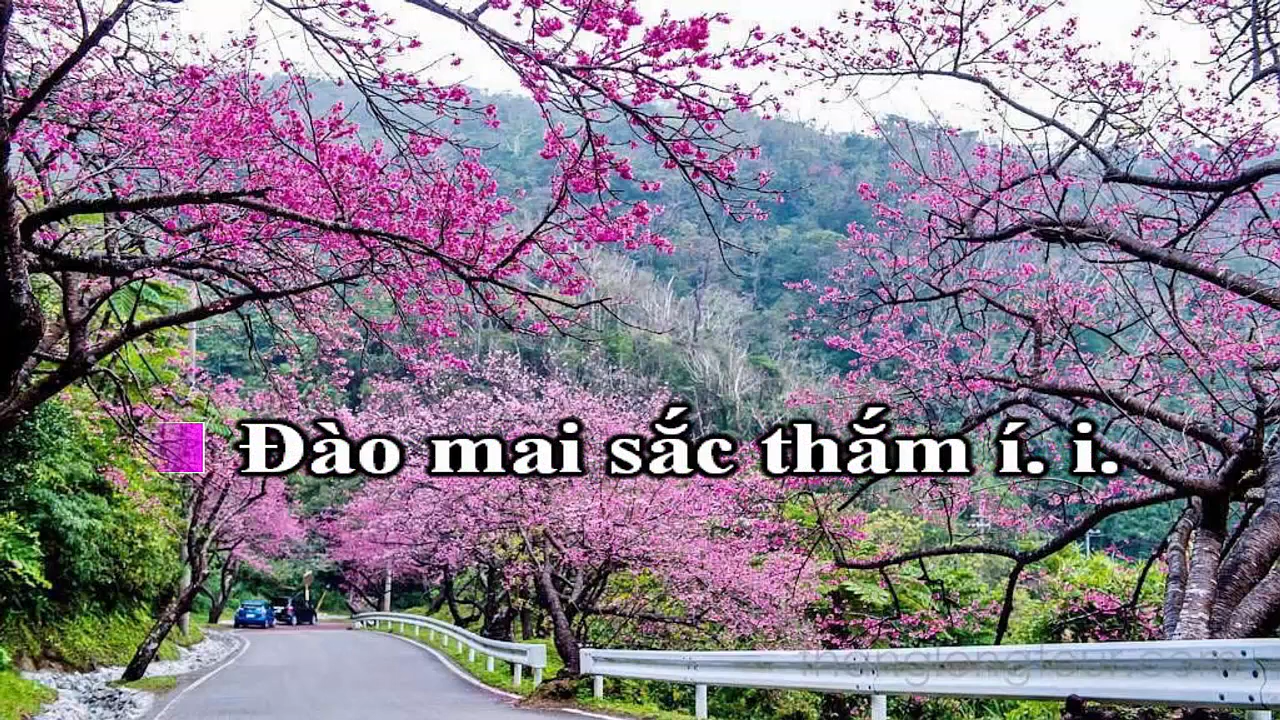 Đào mai sắc thắm í. i.